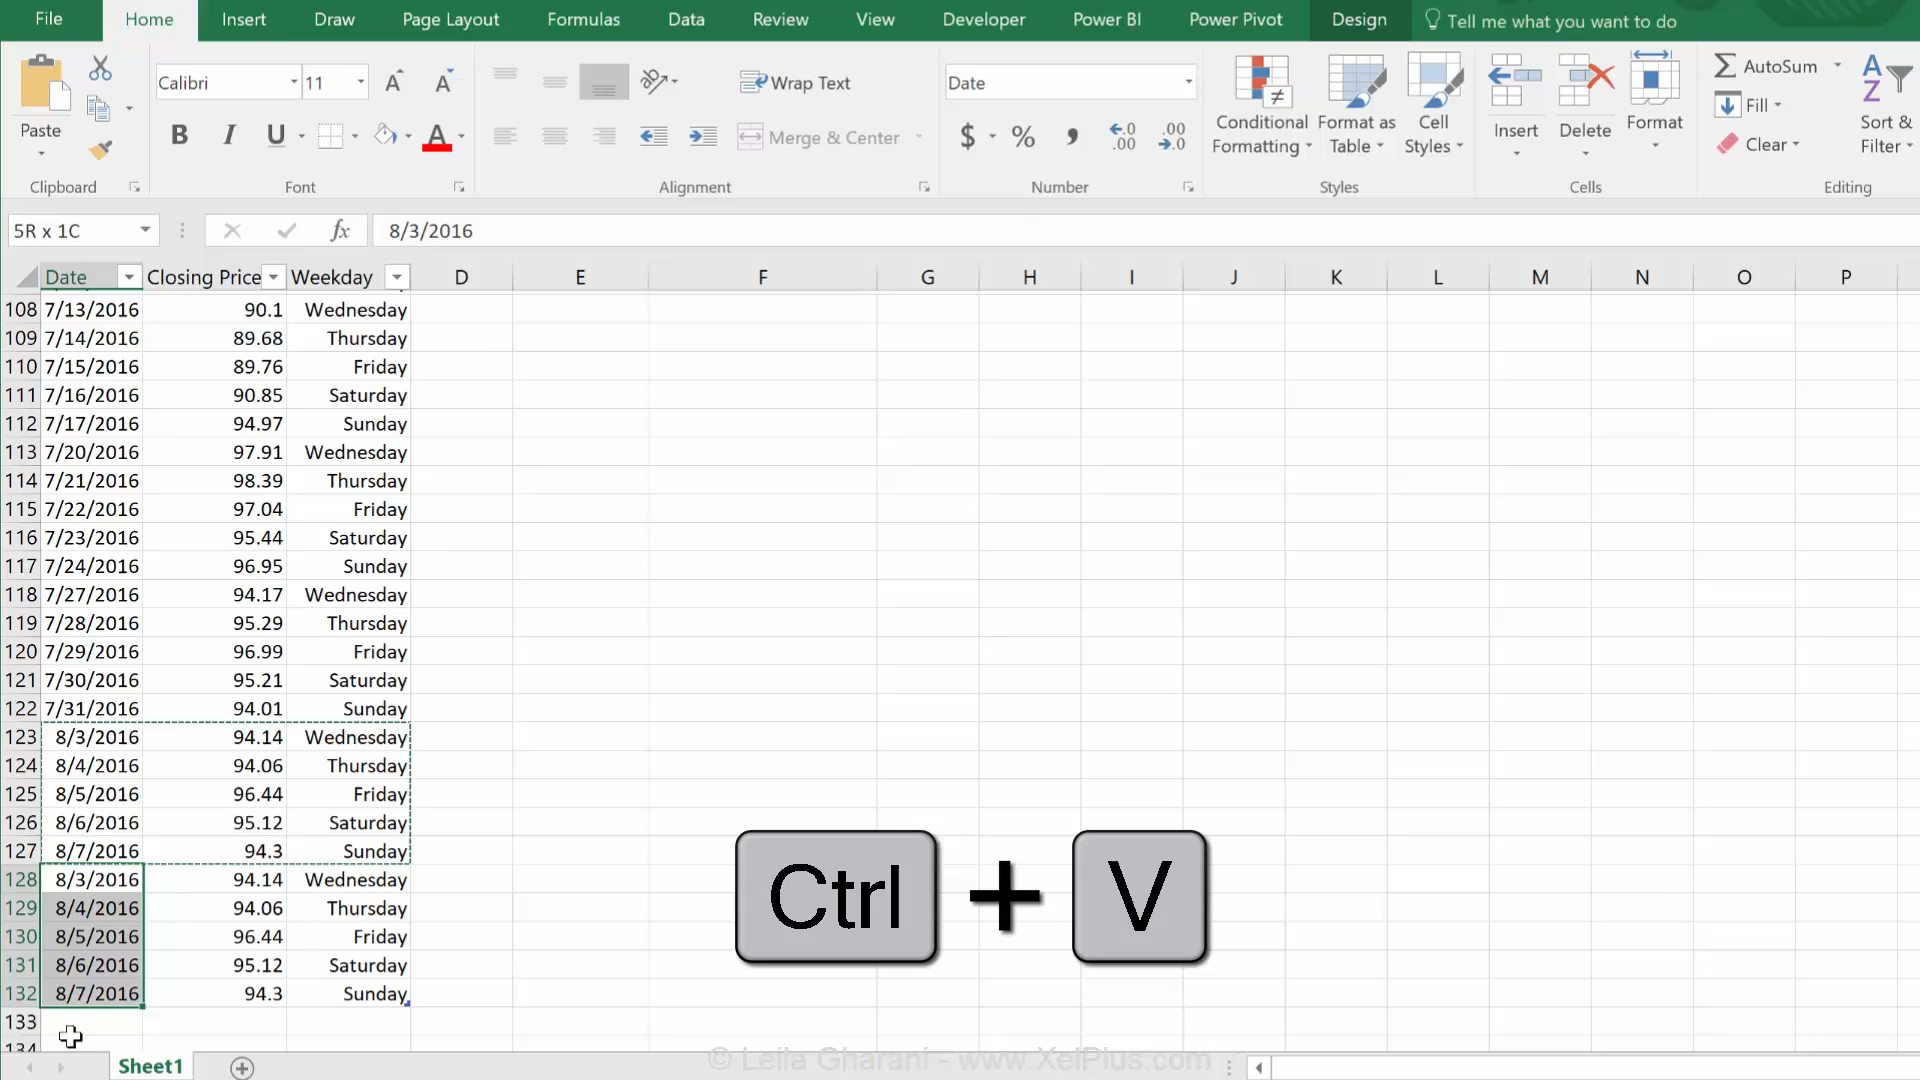 File Home Insert Draw Page Layout Formulas Data Review View Developer Power BI Power Pivot Design Tell me what you want to do
Calibri 11 A A Wrap Text Date AutoSum
Paste B I U A Merge & Center $ % , Conditional Formatting Format as Table Cell Styles Insert Delete Format Fill Clear Sort & Filter
Clipboard Font Alignment Number Styles Cells Editing
5R x 1C fx 8/3/2016
Date Closing Price Weekday D E F G H I J K L M N O P
108 7/13/2016 90.1 Wednesday
109 7/14/2016 89.68 Thursday
110 7/15/2016 89.76 Friday
111 7/16/2016 90.85 Saturday
112 7/17/2016 94.97 Sunday
113 7/20/2016 97.91 Wednesday
114 7/21/2016 98.39 Thursday
115 7/22/2016 97.04 Friday
116 7/23/2016 95.44 Saturday
117 7/24/2016 96.95 Sunday
118 7/27/2016 94.17 Wednesday
119 7/28/2016 95.29 Thursday
120 7/29/2016 96.99 Friday
121 7/30/2016 95.21 Saturday
122 7/31/2016 94.01 Sunday
123 8/3/2016 94.14 Wednesday
124 8/4/2016 94.06 Thursday
125 8/5/2016 96.44 Friday
126 8/6/2016 95.12 Saturday
127 8/7/2016 94.3 Sunday
128 8/3/2016 94.14 Wednesday
129 8/4/2016 94.06 Thursday
130 8/5/2016 96.44 Friday
131 8/6/2016 95.12 Saturday
132 8/7/2016 94.3 Sunday
Ctrl + V
133
134
Sheet1
© Leila Gharani - www.XelPlus.com